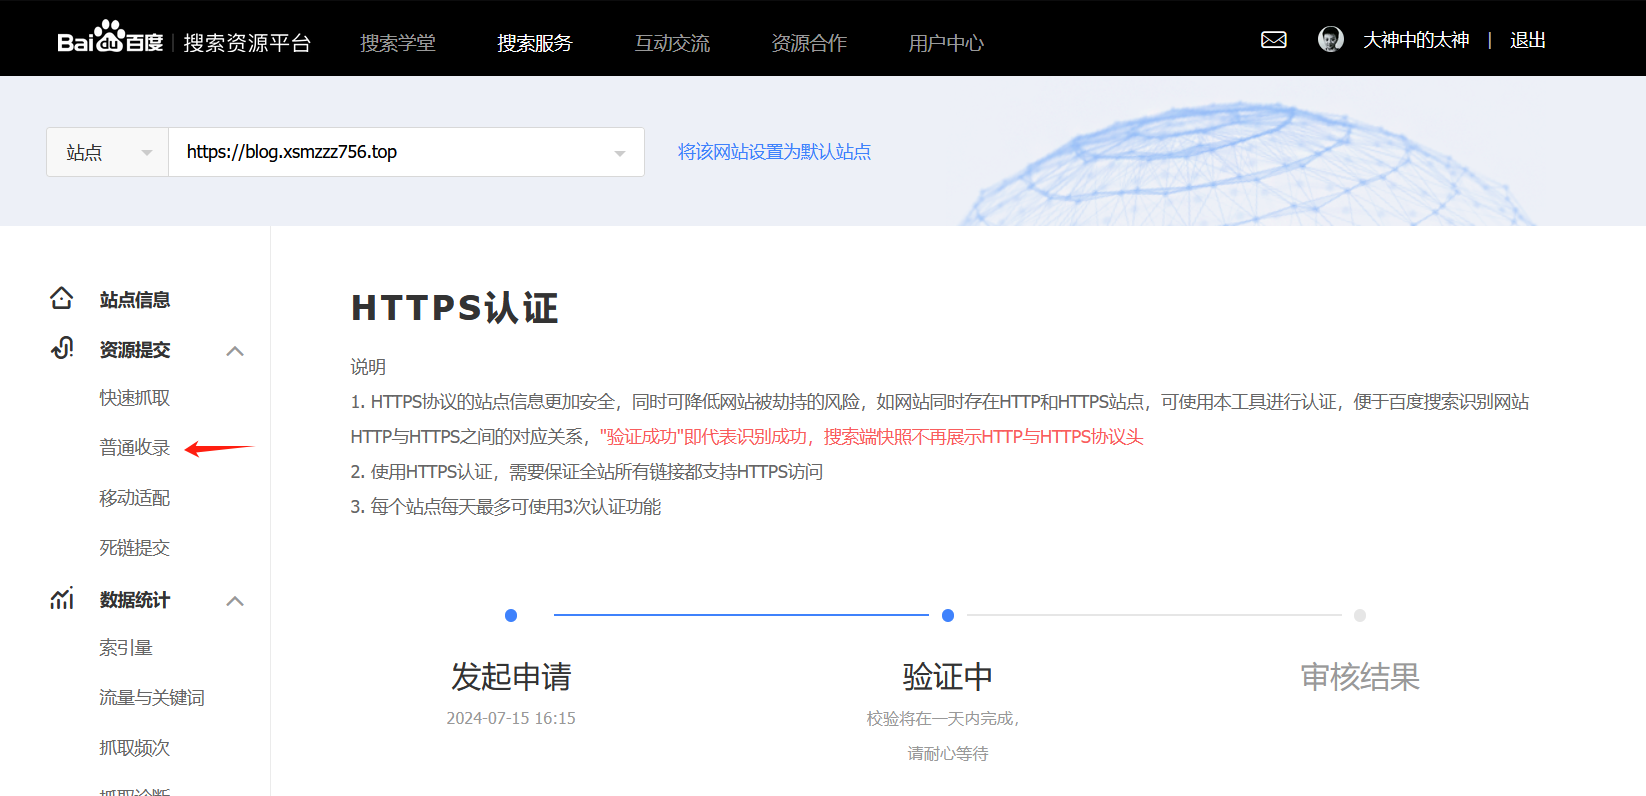 Bai du 百度 | 搜索资源平台
搜索学堂
搜索服务
互动交流
资源合作
用户中心
大神中的太神 | 退出
站点
https://blog.xsmzzz756.top
将该网站设置为默认站点
站点信息
资源提交
快速抓取
普通收录
移动适配
死链提交
数据统计
索引量
流量与关键词
抓取频次
抓取诊断
HTTPS认证
说明
1. HTTPS协议的站点信息更加安全，同时可降低网站被劫持的风险，如网站同时存在HTTP和HTTPS站点，可使用本工具进行认证，便于百度搜索识别网站
HTTP与HTTPS之间的对应关系，"验证成功"即代表识别成功，搜索端快照不再展示HTTP与HTTPS协议头
2. 使用HTTPS认证，需要保证全站所有链接都支持HTTPS访问
3. 每个站点每天最多可使用3次认证功能
发起申请
2024-07-15 16:15
验证中
校验将在一天内完成，
请耐心等待
审核结果